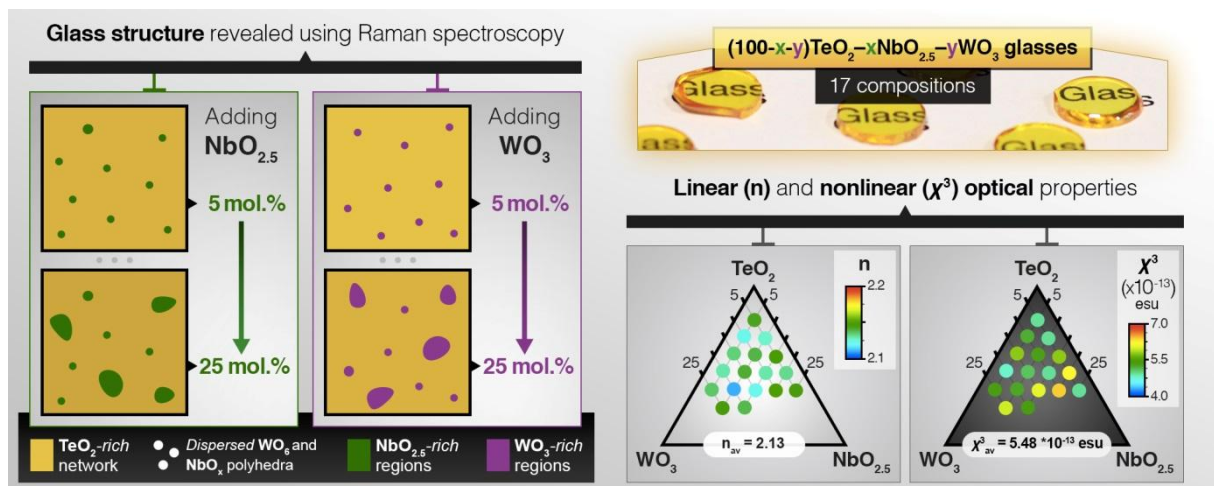 Glass structure revealed using Raman spectroscopy
Adding
NbO₂.₅
5 mol.%
25 mol.%
Adding
WO₃
5 mol.%
25 mol.%
TeO₂-rich
network
Dispersed WO₆ and
NbOₓ polyhedra
NbO₂.₅-rich
regions
WO₃-rich
regions
(100-x-y)TeO₂–xNbO₂.₅–yWO₃ glasses
17 compositions
Glass
Glass
Glass
Glass
Glass
Linear (n) and nonlinear (χ³) optical properties
TeO₂
5
5
25
25
n
2.2
2.1
nav = 2.13
WO₃
NbO₂.₅
TeO₂
5
5
25
25
χ³
(x10⁻¹³)
esu
7.0
5.5
4.0
χ³av = 5.48 *10⁻¹³ esu
WO₃
NbO₂.₅